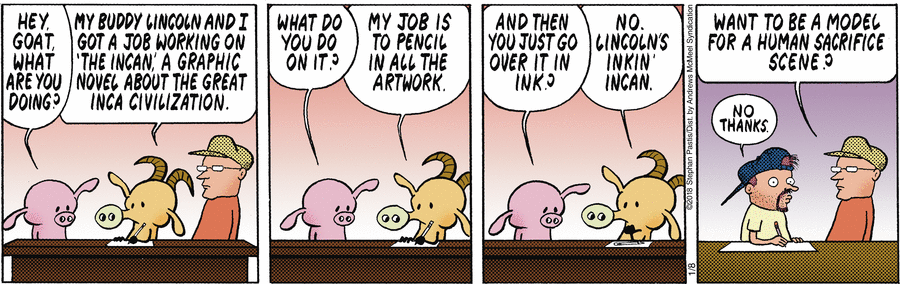 HEY,
GOAT,
WHAT
ARE YOU
DOING?
MY BUDDY LINCOLN AND I
GOT A JOB WORKING ON
'THE INCAN,' A GRAPHIC
NOVEL ABOUT THE GREAT
INCA CIVILIZATION.
WHAT DO
YOU DO
ON IT?
MY JOB IS
TO PENCIL
IN ALL THE
ARTWORK.
AND THEN
YOU JUST GO
OVER IT IN
INK?
NO.
LINCOLN'S
INKIN'
INCAN.
©2018 Stephan Pastis/Dist. by Andrews McMeel Syndication
1/8
WANT TO BE A MODEL
FOR A HUMAN SACRIFICE
SCENE?
NO
THANKS.